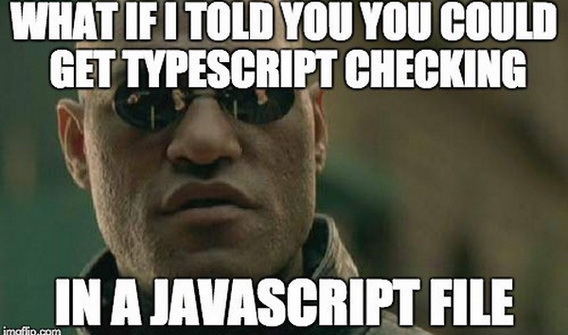 WHAT IF I TOLD YOU YOU COULD
GET TYPESCRIPT CHECKING
IN A JAVASCRIPT FILE
imgflip.com